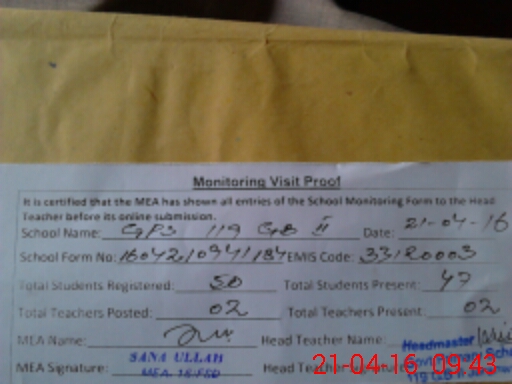 Monitoring Visit Proof
It is certified that the MEA has shown all entries of the School Monitoring Form to the Head
Teacher before its online submission.
School Name: GPS 119 GB II Date: 21-04-16
School Form No: 16042110941184 EMIS Code: 33120003
Total Students Registered: 50 Total Students Present: 47
Total Teachers Posted: 02 Total Teachers Present: 02
MEA Name: Head Teacher Name: Headmaster
MEA Signature: SANA ULLAH Head
21-04-16 09 43